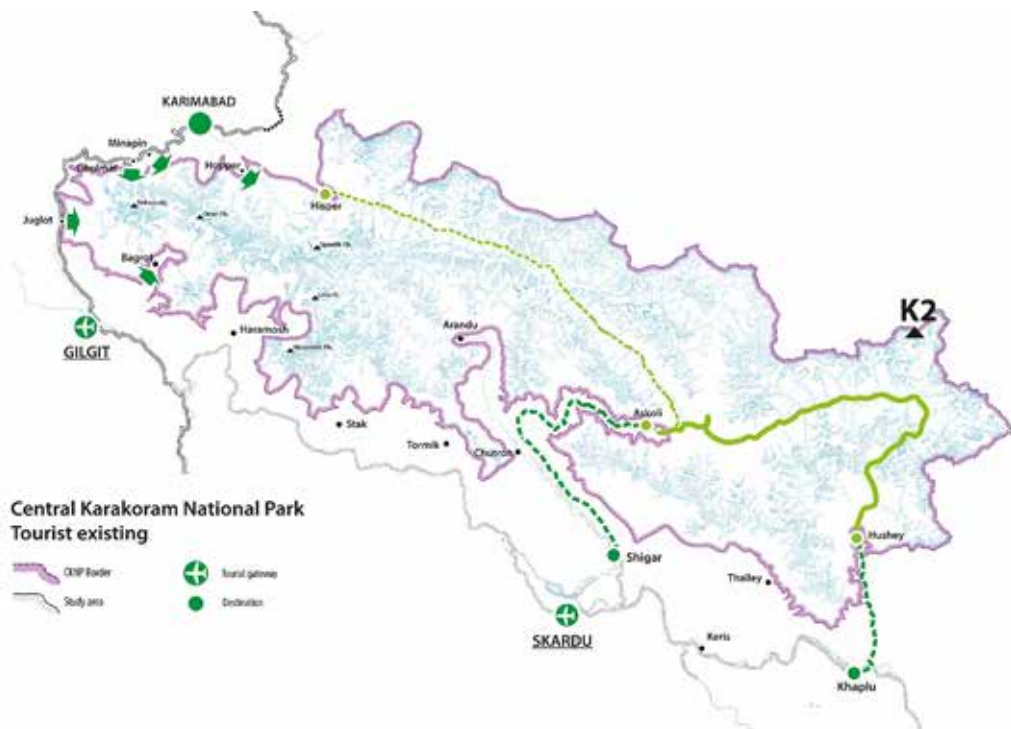 KARIMABAD
Minapin
Ghulmat
Hopper
Hisper
Juglot
Bagrot
K2
GILGIT
Haramosh
Arandu
Askoli
Stak
Tormik
Chutron
Central Karakoram National Park
Tourist existing
Hushey
CKNP Border
Tourist gateway
Shigar
Thalley
Study area
Destination
SKARDU
Keris
Khaplu